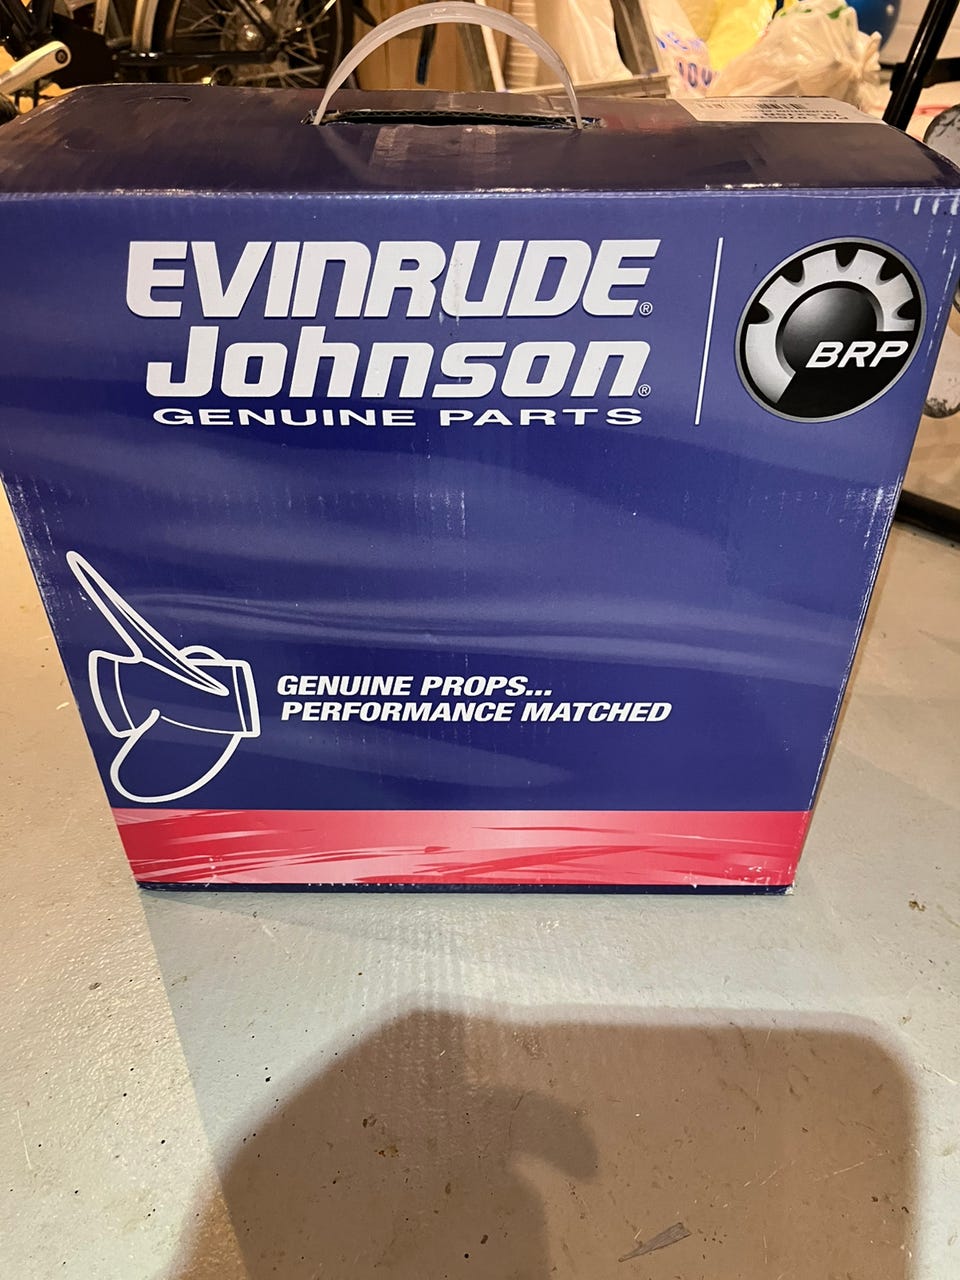 EVINRUDE®
Johnson®
GENUINE PARTS
BRP
GENUINE PROPS...
PERFORMANCE MATCHED